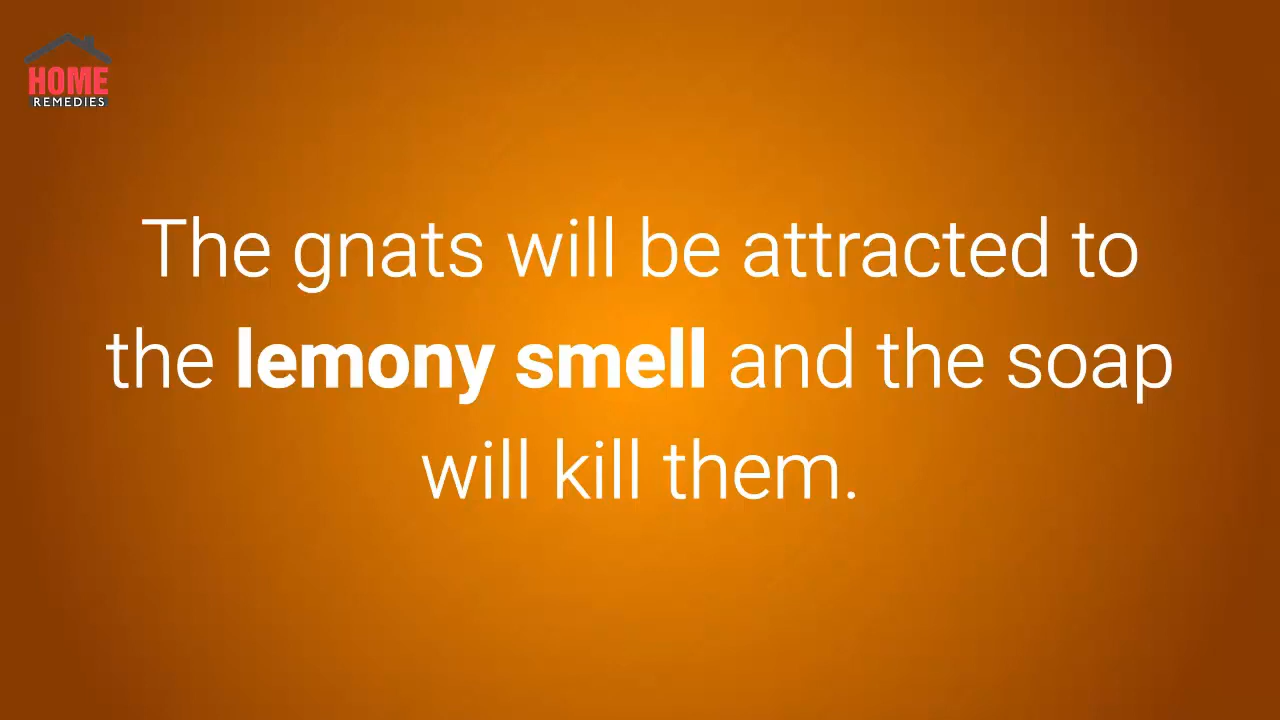 HOME
REMEDIES
The gnats will be attracted to
the lemony smell and the soap
will kill them.